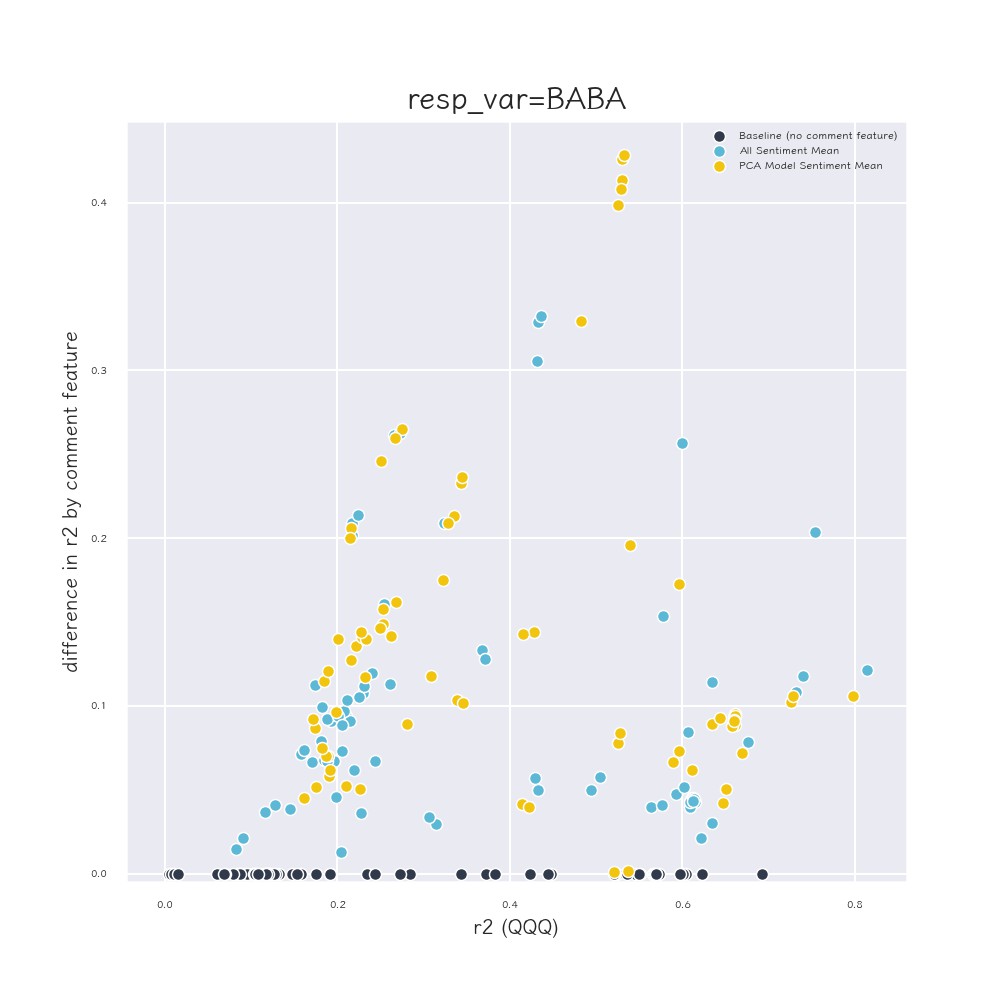 resp_var=BABA
Baseline (no comment feature)
All Sentiment Mean
PCA Model Sentiment Mean
difference in r2 by comment feature
0.4
0.3
0.2
0.1
0.0
0.0 0.2 0.4 0.6 0.8
r2 (QQQ)